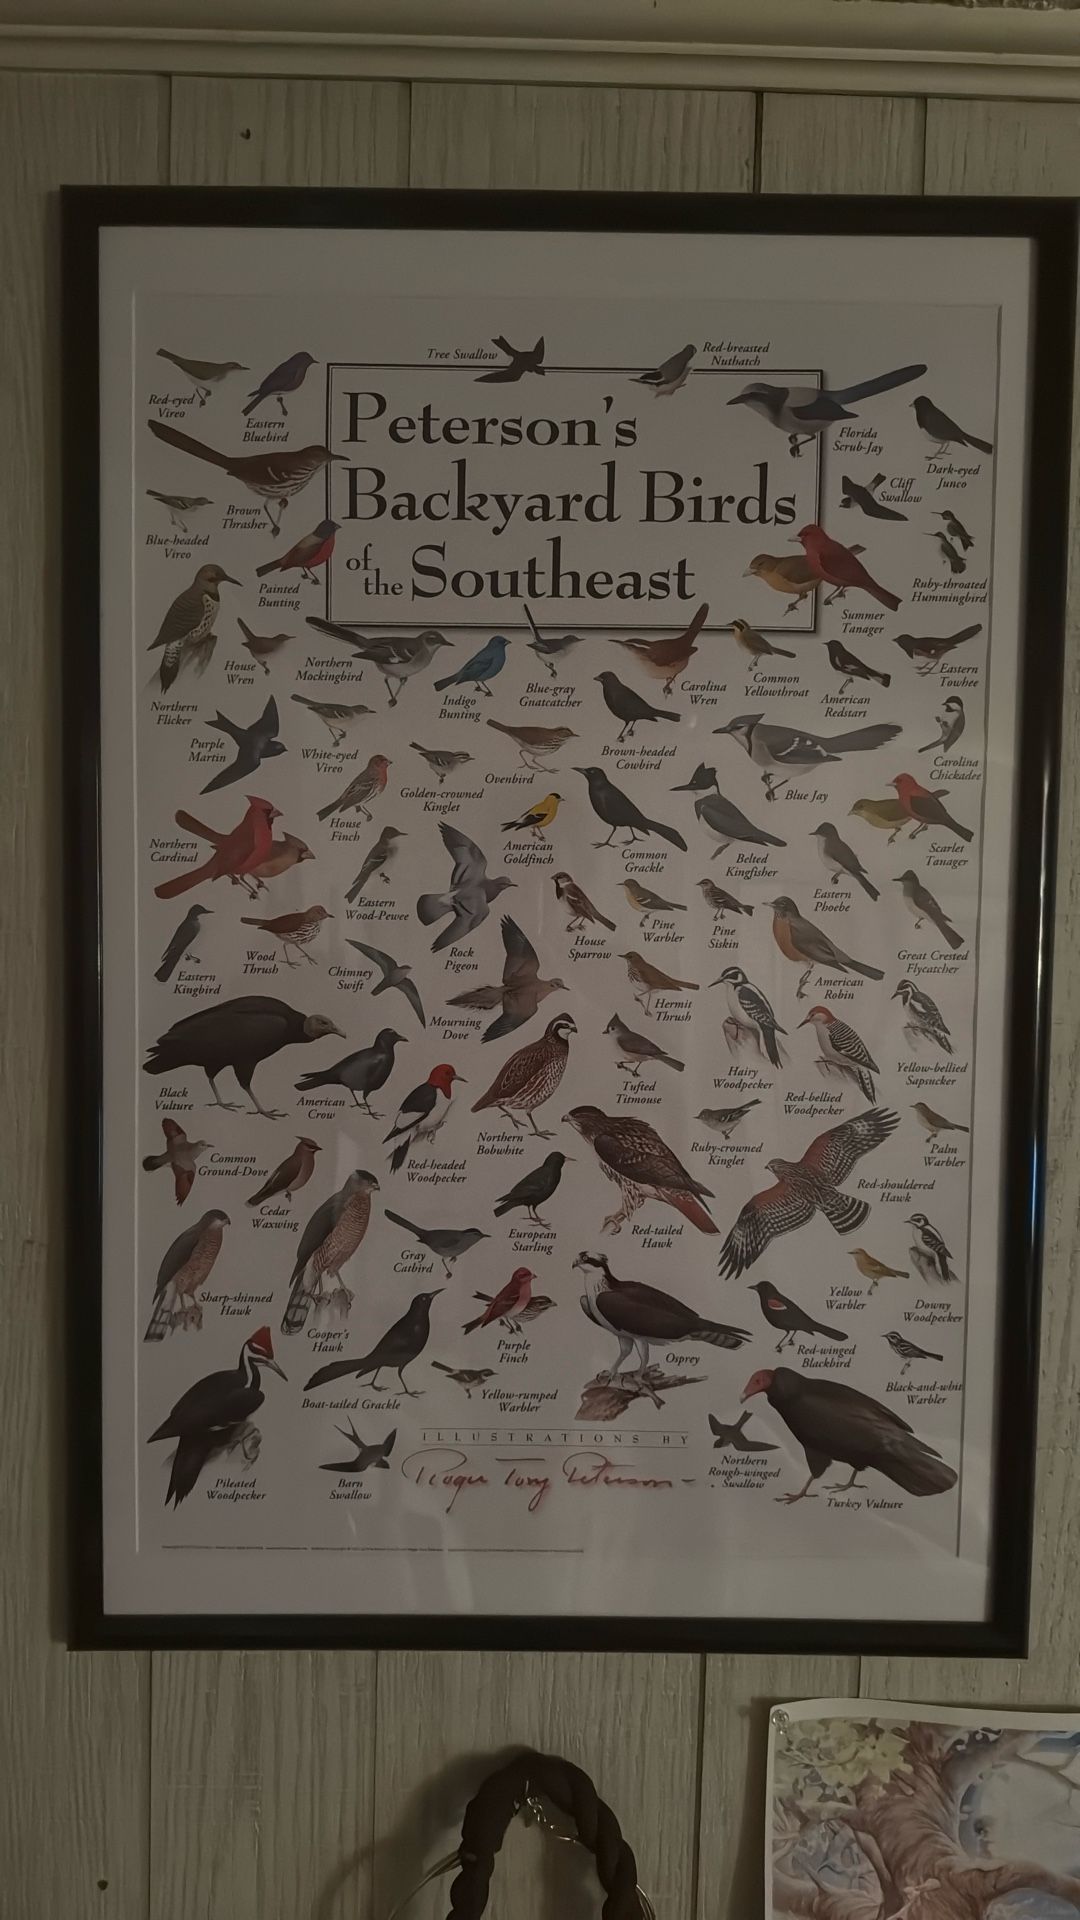 Tree Swallow
Red-breasted
Nuthatch
Red-eyed
Vireo
Eastern
Bluebird
Peterson's
Backyard Birds
of
the Southeast
Florida
Scrub-Jay
Dark-eyed
Junco
Cliff
Swallow
Brown
Thrasher
Blue-headed
Vireo
Painted
Bunting
Ruby-throated
Hummingbird
Summer
Tanager
House
Wren
Northern
Mockingbird
Indigo
Bunting
Blue-gray
Gnatcatcher
Carolina
Wren
Common
Yellowthroat
American
Redstart
Eastern
Towhee
Northern
Flicker
Purple
Martin
White-eyed
Vireo
Ovenbird
Brown-headed
Cowbird
Blue Jay
Carolina
Chickadee
House
Finch
Golden-crowned
Kinglet
Northern
Cardinal
American
Goldfinch
Common
Grackle
Belted
Kingfisher
Scarlet
Tanager
Eastern
Wood-Pewee
Eastern
Phoebe
Rock
Pigeon
House
Sparrow
Pine
Warbler
Pine
Siskin
Great Crested
Flycatcher
Eastern
Kingbird
Wood
Thrush
Chimney
Swift
American
Robin
Mourning
Dove
Hermit
Thrush
Black
Vulture
American
Crow
Tufted
Titmouse
Hairy
Woodpecker
Red-bellied
Woodpecker
Yellow-bellied
Sapsucker
Common
Ground-Dove
Red-headed
Woodpecker
Northern
Bobwhite
Ruby-crowned
Kinglet
Palm
Warbler
Cedar
Waxwing
Gray
Catbird
European
Starling
Red-tailed
Hawk
Red-shouldered
Hawk
Sharp-shinned
Hawk
Cooper's
Hawk
Purple
Finch
Osprey
Yellow
Warbler
Downy
Woodpecker
Red-winged
Blackbird
Boat-tailed Grackle
Yellow-rumped
Warbler
Black-and-whit
Warbler
Pileated
Woodpecker
Barn
Swallow
ILLUSTRATIONS BY
Roger Tory Peterson
Northern
Rough-winged
Swallow
Turkey Vulture